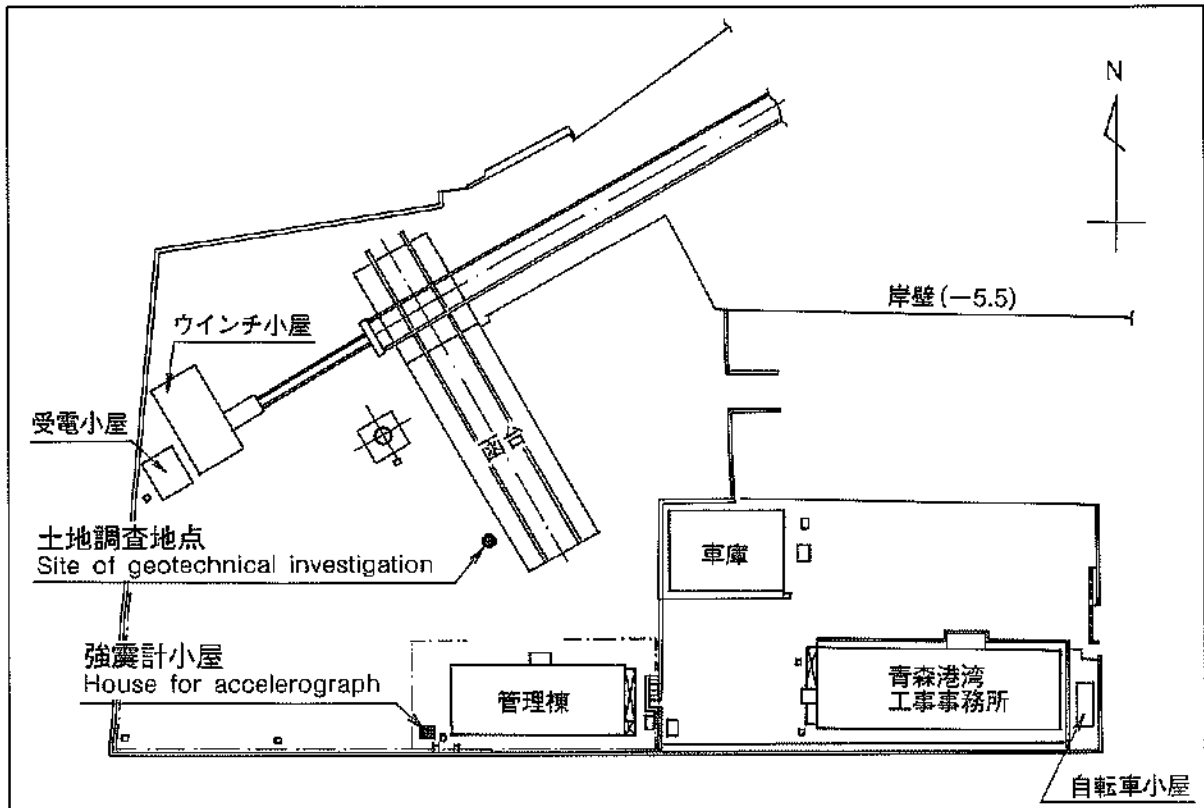 N
岸壁(−5.5)
ウインチ小屋
受電小屋
函台
土地調査地点
Site of geotechnical investigation
車庫
強震計小屋
House for accelerograph
管理棟
青森港湾
工事事務所
自転車小屋